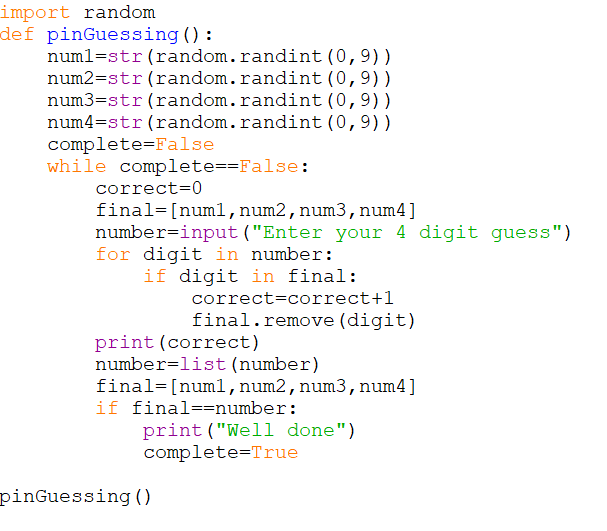 import random
def pinGuessing():
    num1=str(random.randint(0,9))
    num2=str(random.randint(0,9))
    num3=str(random.randint(0,9))
    num4=str(random.randint(0,9))
    complete=False
    while complete==False:
        correct=0
        final=[num1,num2,num3,num4]
        number=input("Enter your 4 digit guess")
        for digit in number:
            if digit in final:
                correct=correct+1
                final.remove(digit)
        print(correct)
        number=list(number)
        final=[num1,num2,num3,num4]
        if final==number:
            print("Well done")
            complete=True

pinGuessing()